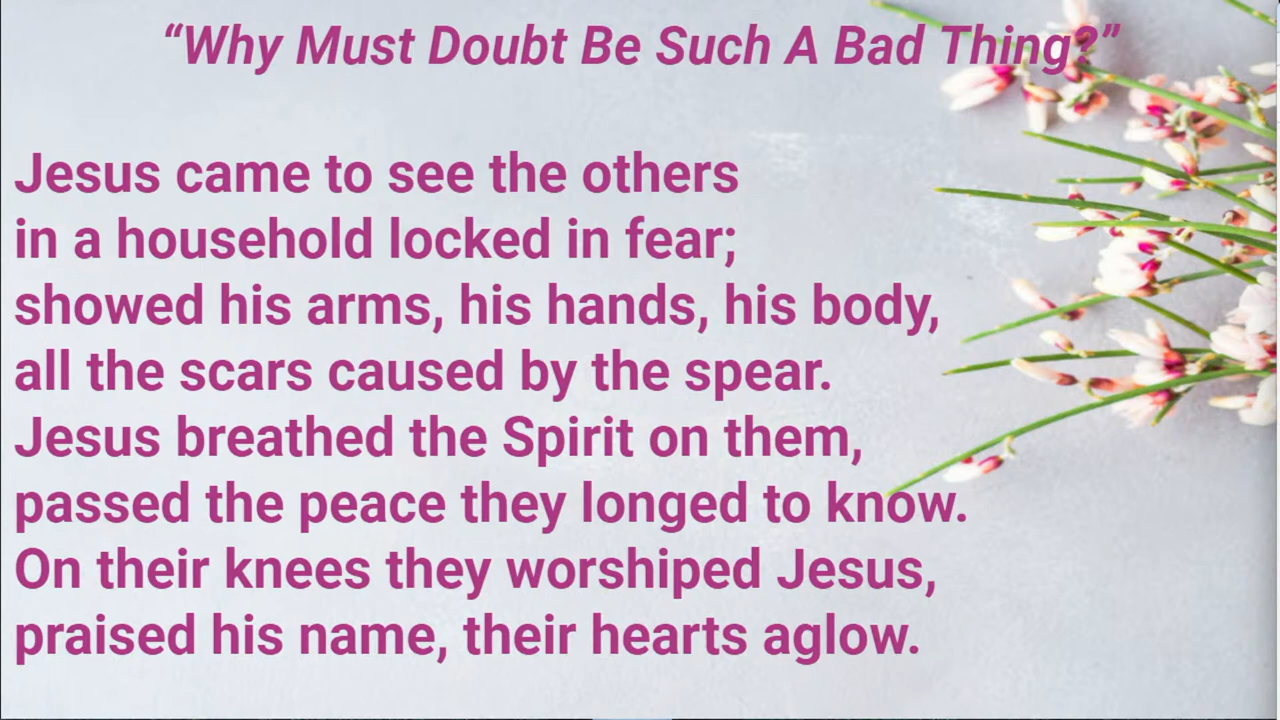 “Why Must Doubt Be Such A Bad Thing?”
Jesus came to see the others
in a household locked in fear;
showed his arms, his hands, his body,
all the scars caused by the spear.
Jesus breathed the Spirit on them,
passed the peace they longed to know.
On their knees they worshiped Jesus,
praised his name, their hearts aglow.